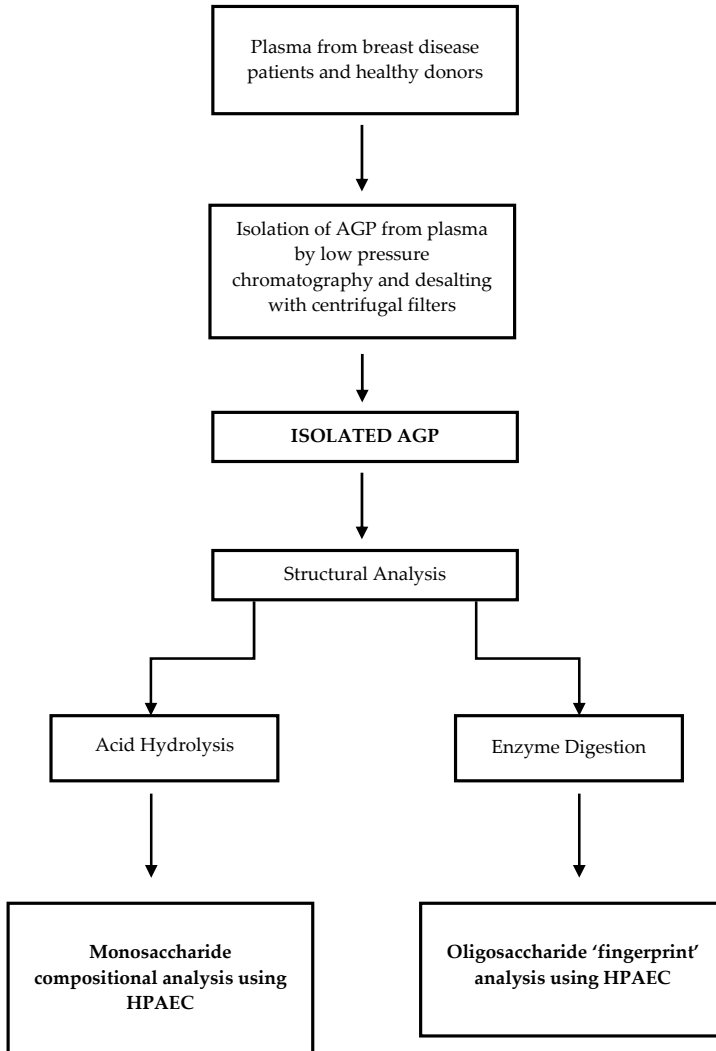 Plasma from breast disease
patients and healthy donors
Isolation of AGP from plasma
by low pressure
chromatography and desalting
with centrifugal filters
ISOLATED AGP
Structural Analysis
Acid Hydrolysis
Enzyme Digestion
Monosaccharide
compositional analysis using
HPAEC
Oligosaccharide ‘fingerprint’
analysis using HPAEC